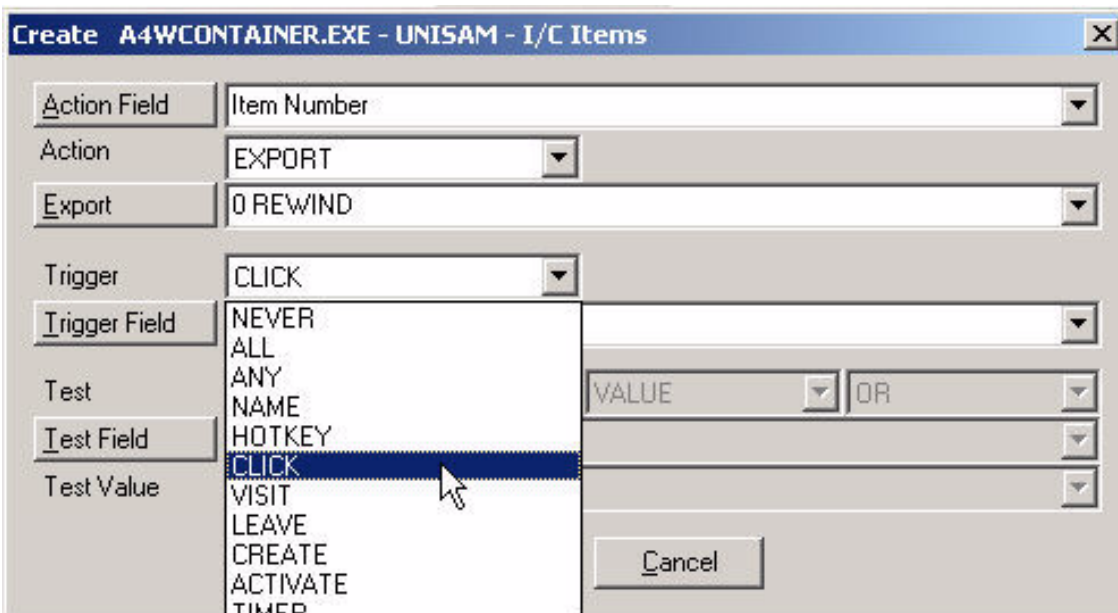 Create A4WCONTAINER.EXE - UNISAM - I/C Items
Action Field Item Number
Action EXPORT
Export 0 REWIND
Trigger CLICK
Trigger Field NEVER
ALL
ANY
Test NAME VALUE OR
HOTKEY
Test Field CLICK
Test Value VISIT
LEAVE
CREATE
Cancel
ACTIVATE
TIMER